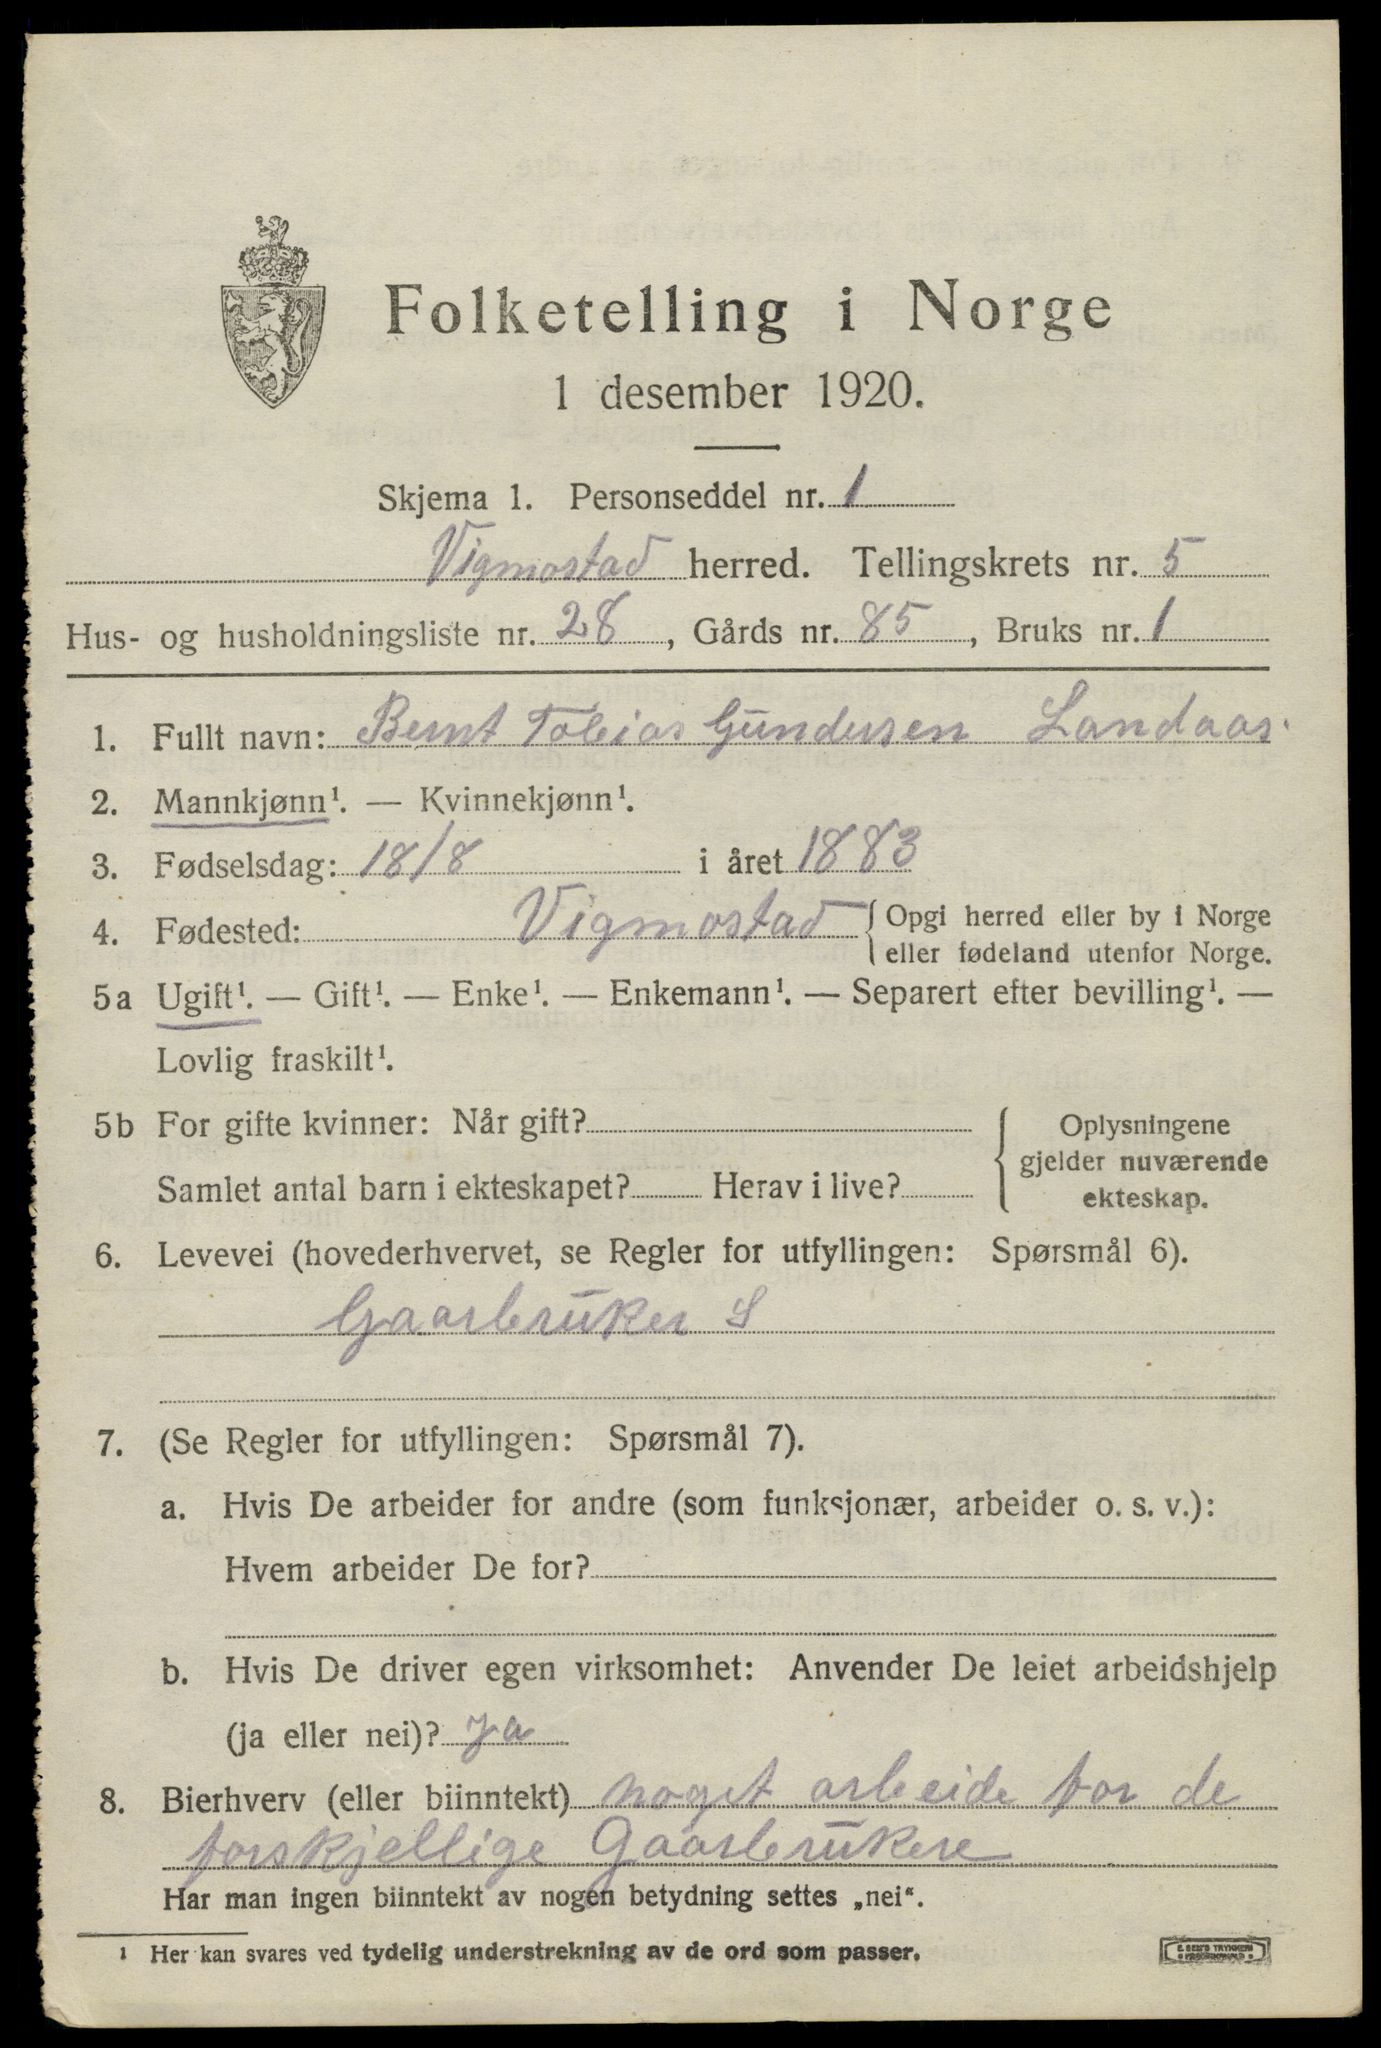 Folketelling i Norge
1 desember 1920.
Skjema 1. Personseddel nr. 1
Vigmostad herred. Tellingskrets nr. 5
Hus- og husholdningsliste nr. 28, Gårds nr. 85, Bruks nr. 1
1. Fullt navn: Bernt Tobias Gundersen Landaas.
2. Mannkjønn¹. — Kvinnekjønn¹.
3. Fødselsdag: 18/8 i året 1883
4. Fødested: Vigmostad { Opgi herred eller by i Norge
eller fødeland utenfor Norge.
5a Ugift¹. — Gift¹. — Enke¹. — Enkemann¹. — Separert efter bevilling¹. —
Lovlig fraskilt¹.
5b For gifte kvinner: Når gift?
Samlet antal barn i ekteskapet? Herav i live?
Oplysningene
gjelder nuværende
ekteskap.
6. Levevei (hovederhvervet, se Regler for utfyllingen: Spørsmål 6).
Gaarbruker S
7. (Se Regler for utfyllingen: Spørsmål 7).
a. Hvis De arbeider for andre (som funksjonær, arbeider o. s. v.):
Hvem arbeider De for?
b. Hvis De driver egen virksomhet: Anvender De leiet arbeidshjelp
(ja eller nei)? ja
8. Bierhverv (eller biinntekt) noget arbeide for de
forskjellige Gaarbrukere
Har man ingen biinntekt av nogen betydning settes „nei“.
1 Her kan svares ved tydelig understrekning av de ord som passer.